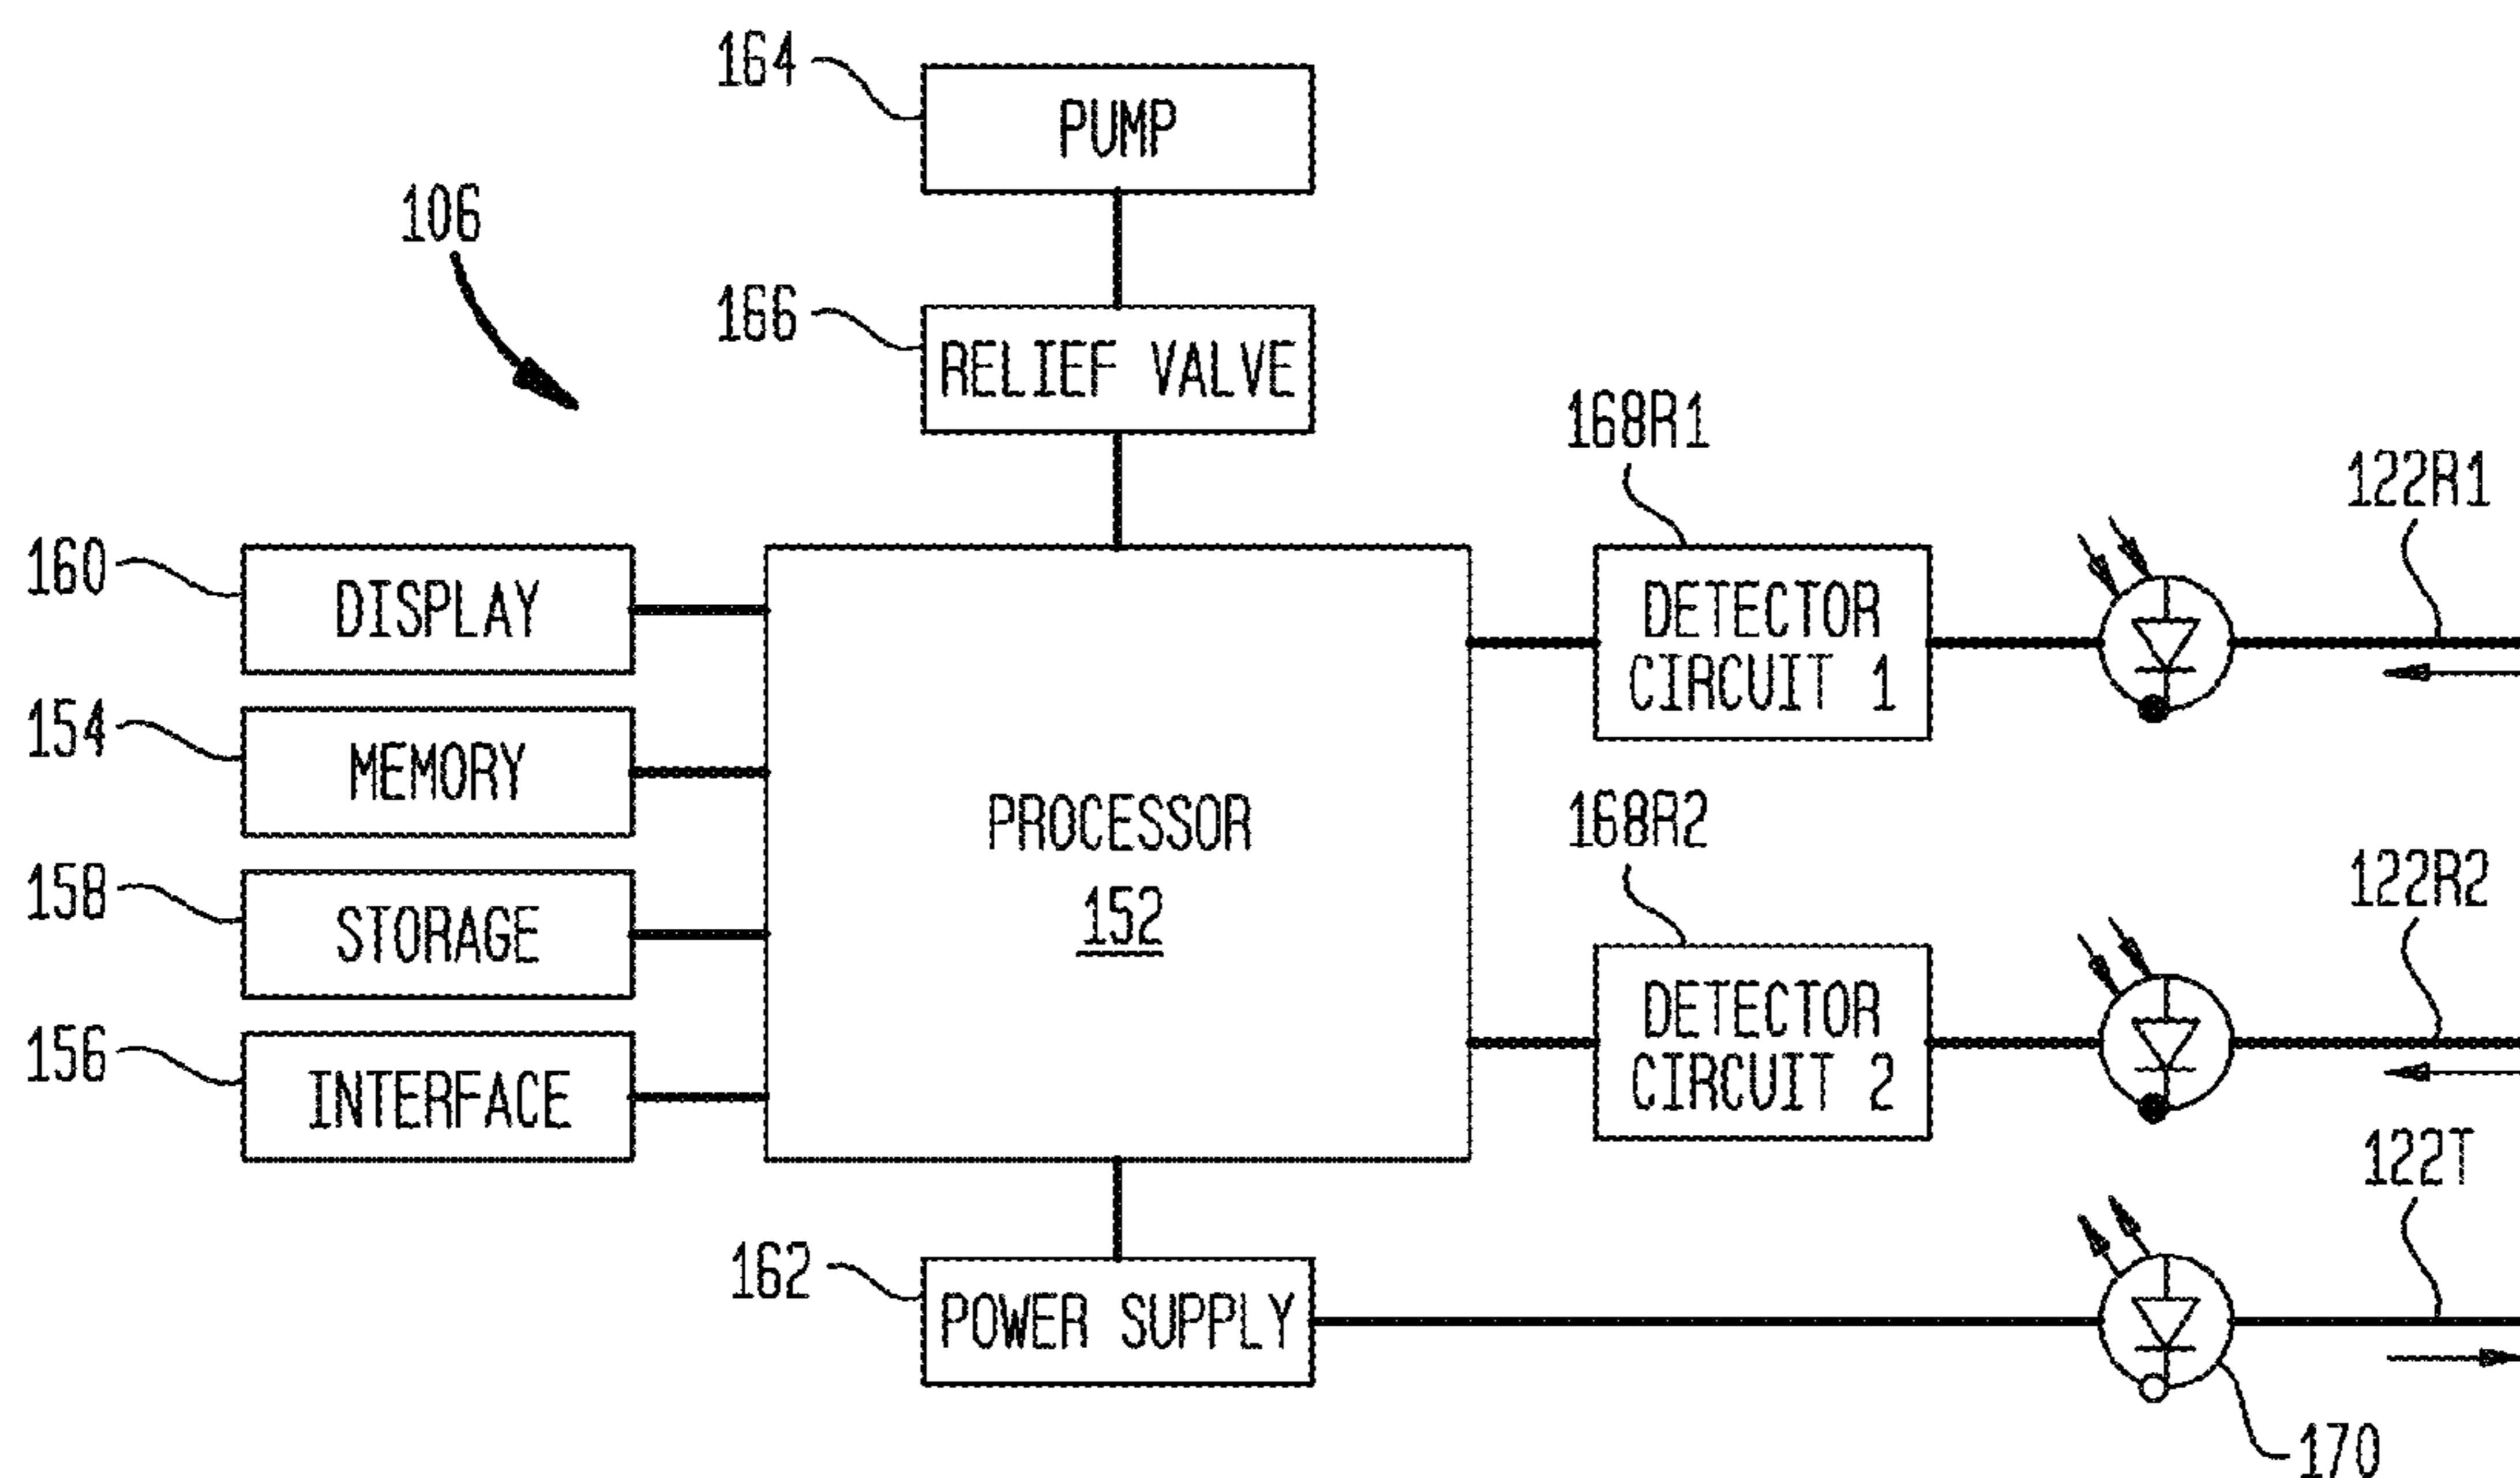 164
PUMP
106
166
RELIEF VALVE
168R1
122R1
160
DISPLAY
DETECTOR
CIRCUIT 1
154
MEMORY
PROCESSOR
152
168R2
122R2
158
STORAGE
DETECTOR
CIRCUIT 2
156
INTERFACE
122T
162
POWER SUPPLY
170